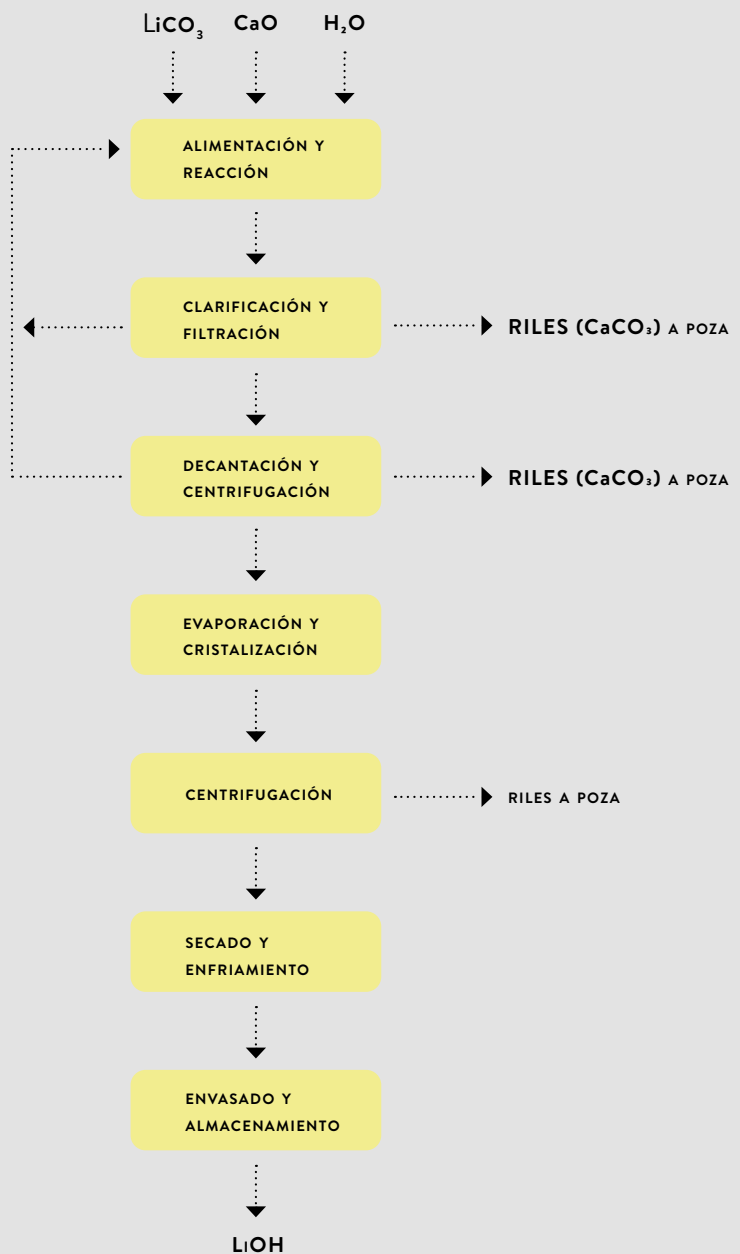 LiCO₃ CaO H₂O
ALIMENTACIÓN Y
REACCIÓN
CLARIFICACIÓN Y
FILTRACIÓN
RILES (CaCO₃) A POZA
DECANTACIÓN Y
CENTRIFUGACIÓN
RILES (CaCO₃) A POZA
EVAPORACIÓN Y
CRISTALIZACIÓN
CENTRIFUGACIÓN
RILES A POZA
SECADO Y
ENFRIAMIENTO
ENVASADO Y
ALMACENAMIENTO
LiOH